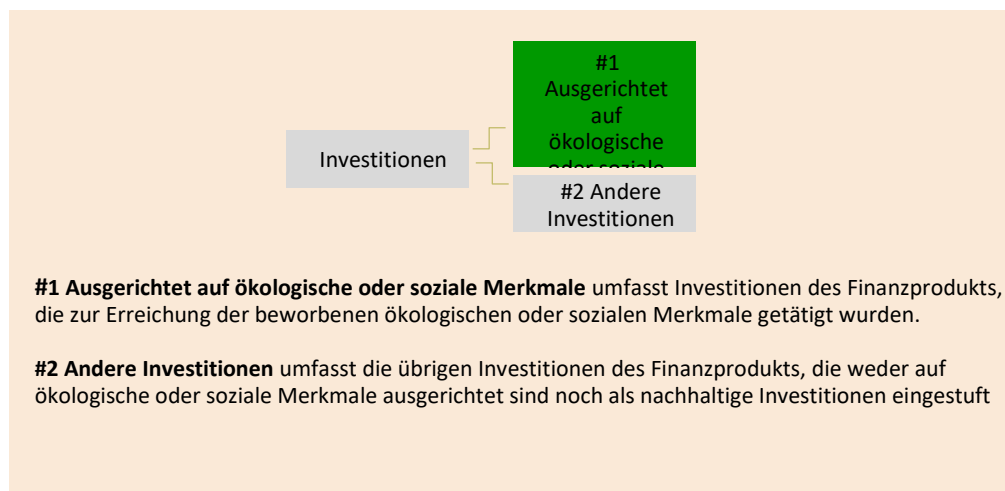 #1
Ausgerichtet
auf
ökologische
oder soziale
Investitionen
#2 Andere
Investitionen
#1 Ausgerichtet auf ökologische oder soziale Merkmale umfasst Investitionen des Finanzprodukts,
die zur Erreichung der beworbenen ökologischen oder sozialen Merkmale getätigt wurden.
#2 Andere Investitionen umfasst die übrigen Investitionen des Finanzprodukts, die weder auf
ökologische oder soziale Merkmale ausgerichtet sind noch als nachhaltige Investitionen eingestuft